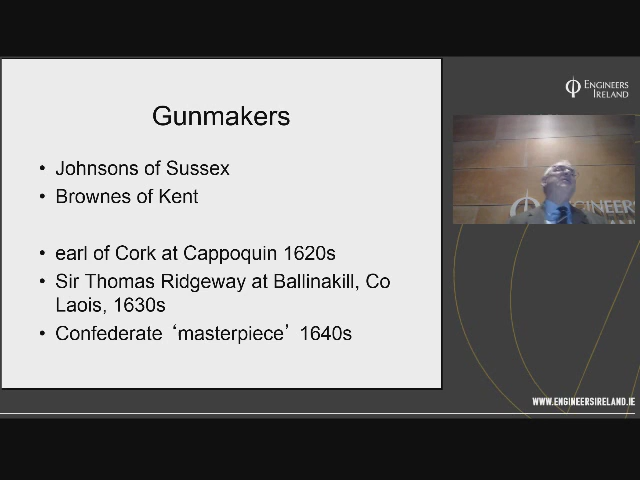 Gunmakers
• Johnsons of Sussex
• Brownes of Kent
• earl of Cork at Cappoquin 1620s
• Sir Thomas Ridgeway at Ballinakill, Co
Laois, 1630s
• Confederate ‘masterpiece’ 1640s
ENGINEERS
IRELAND
ENGINEERS
WWW.ENGINEERSIRELAND.IE